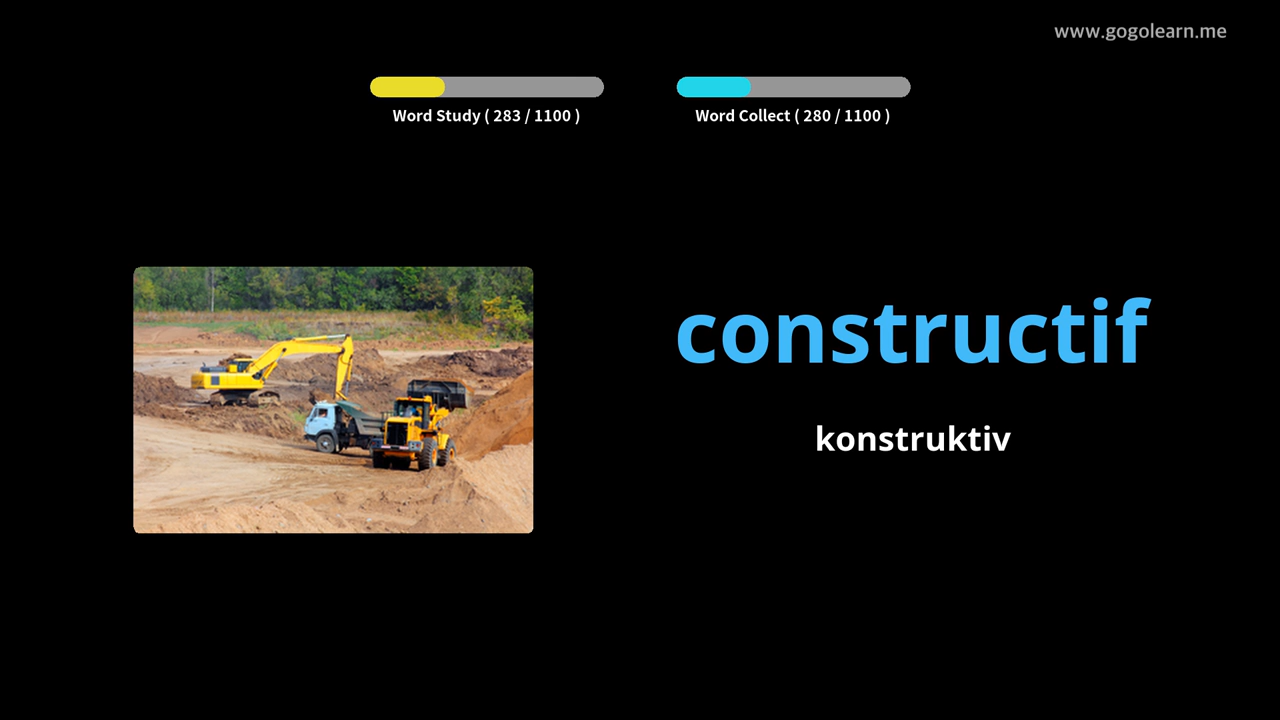 www.gogolearn.me
Word Study ( 283 / 1100 )
Word Collect ( 280 / 1100 )
constructif
konstruktiv